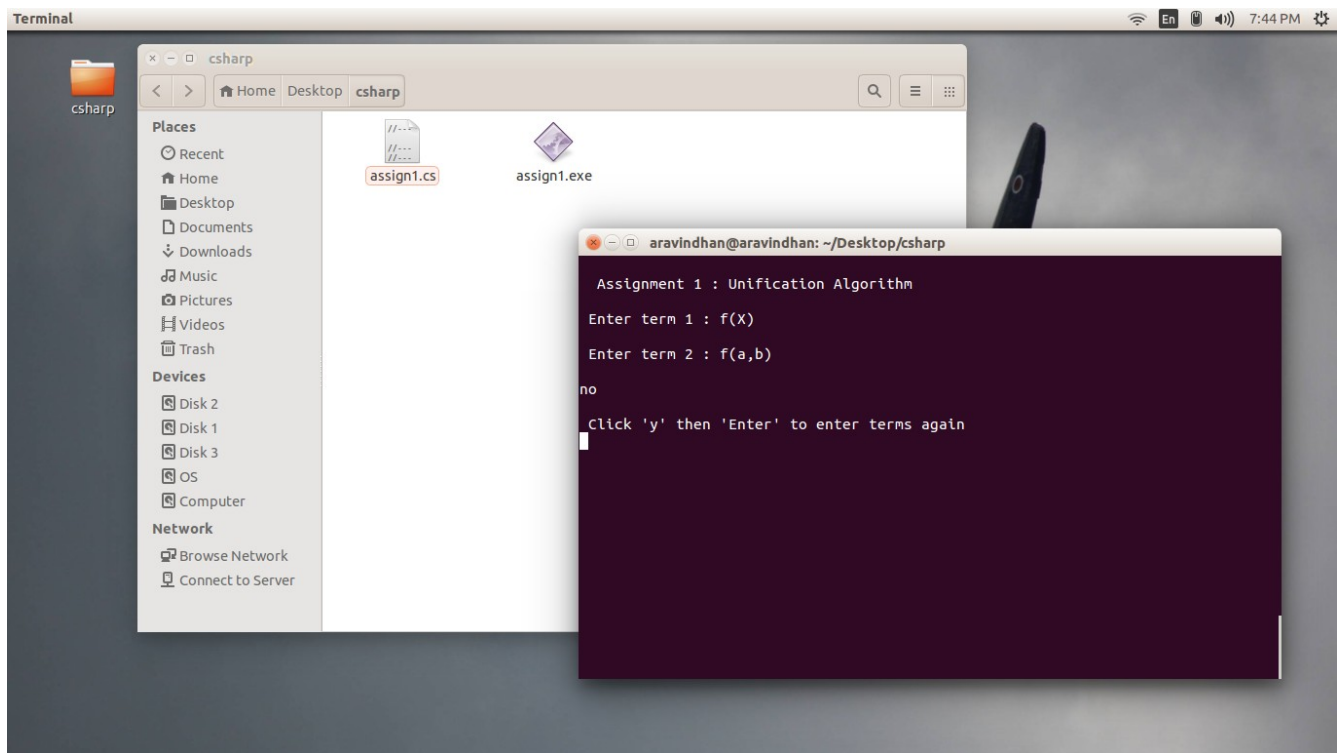 Terminal
En
7:44 PM
csharp
csharp
Home Desktop csharp
Places
Recent
Home
Desktop
Documents
Downloads
Music
Pictures
Videos
Trash
Devices
Disk 2
Disk 1
Disk 3
OS
Computer
Network
Browse Network
Connect to Server
assign1.cs
assign1.exe
aravindhan@aravindhan: ~/Desktop/csharp
Assignment 1 : Unification Algorithm
Enter term 1 : f(X)
Enter term 2 : f(a,b)
no
Click 'y' then 'Enter' to enter terms again